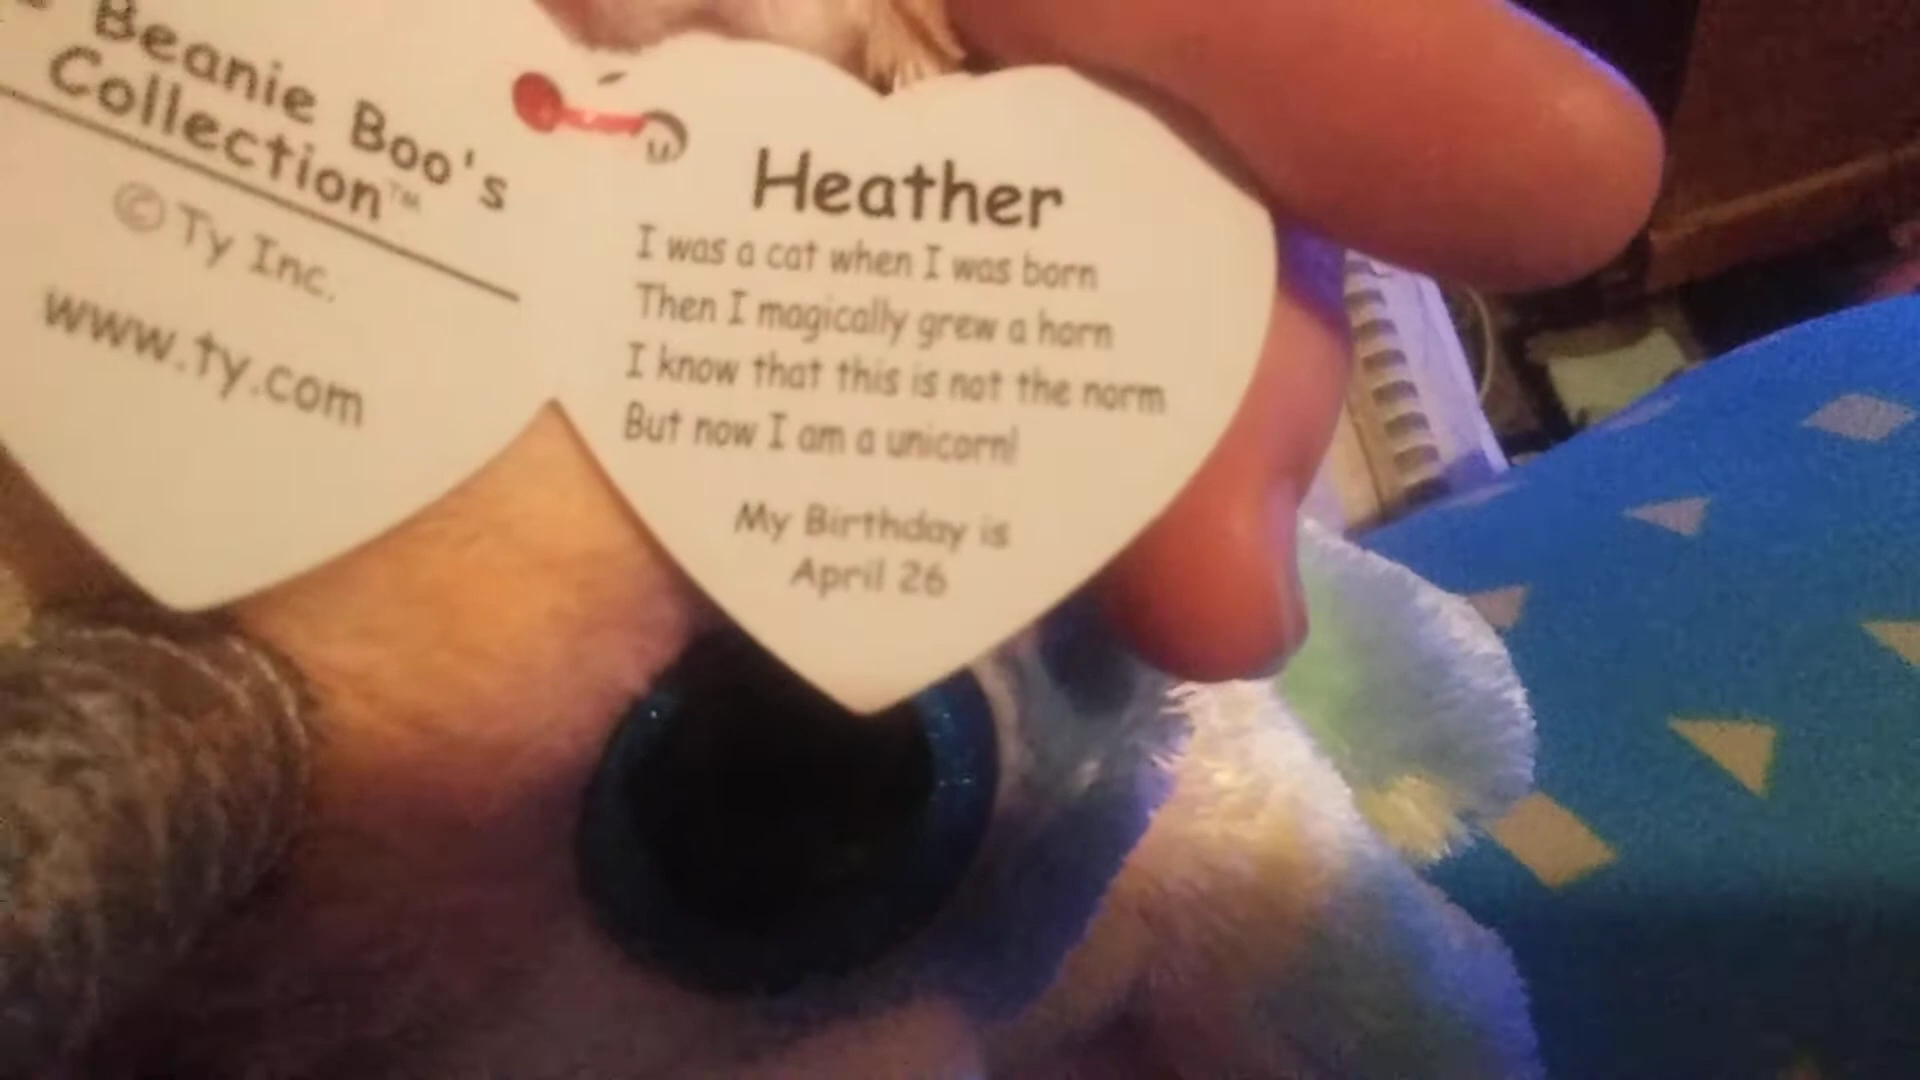 Beanie Boo's
Collection™
© Ty Inc.
www.ty.com
Heather
I was a cat when I was born
Then I magically grew a horn
I know that this is not the norm
But now I am a unicorn!
My Birthday is
April 26